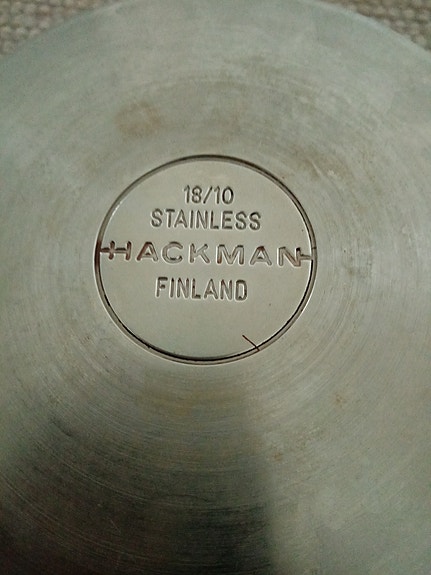 18/10
STAINLESS
HACKMAN
FINLAND